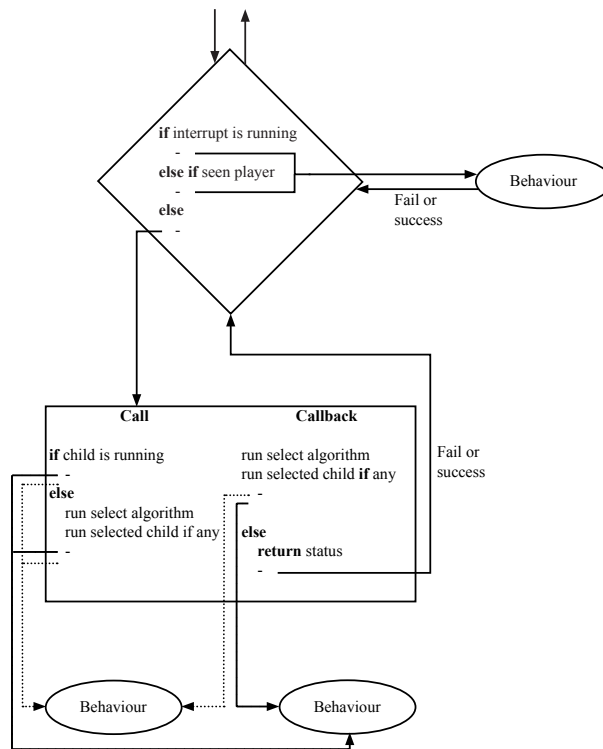 if interrupt is running
-
else if seen player
-
else
-
Behaviour
Fail or
success
Call
if child is running
-
else
run select algorithm
run selected child if any
-
Callback
run select algorithm
run selected child if any
-
else
return status
-
Fail or
success
Behaviour
Behaviour